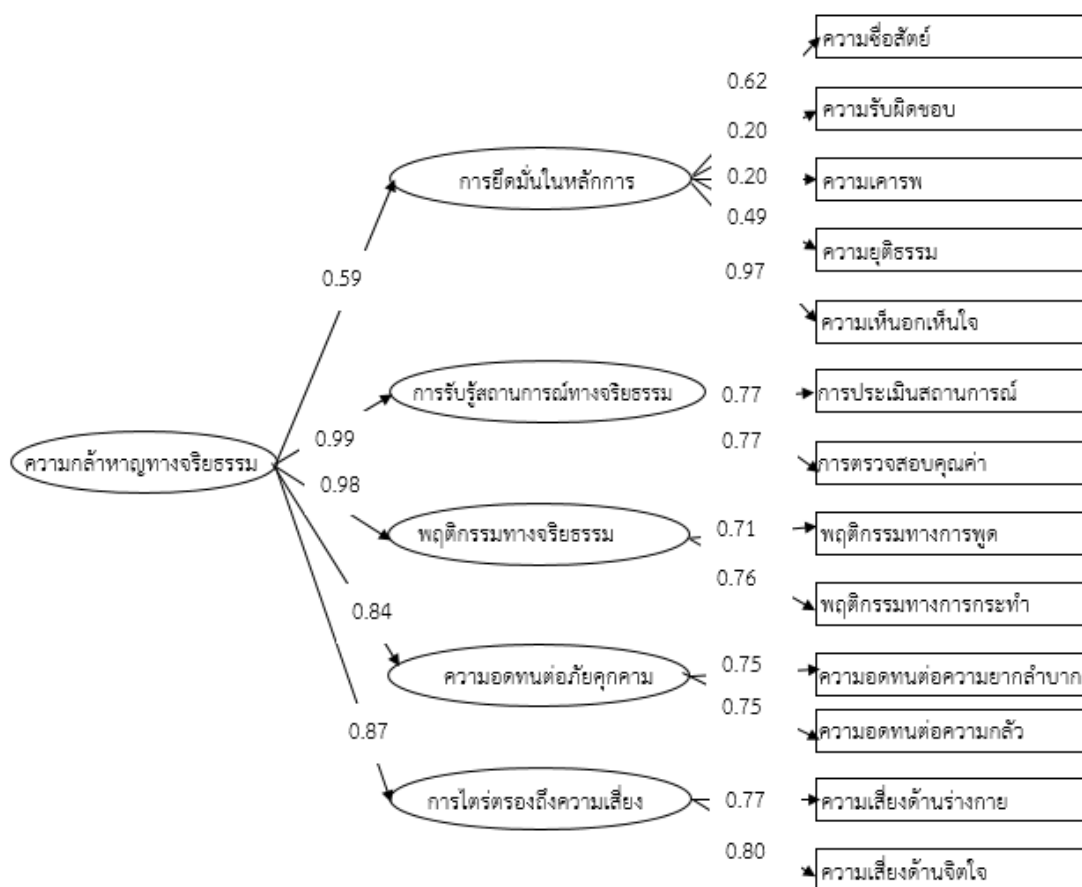 ความซื่อสัตย์
0.62
ความรับผิดชอบ
0.20
การยึดมั่นในหลักการ
0.20
ความเคารพ
0.49
ความยุติธรรม
0.59
0.97
ความเห็นอกเห็นใจ
การรับรู้สถานการณ์ทางจริยธรรม
0.77
การประเมินสถานการณ์
0.99
0.77
ความกล้าหาญทางจริยธรรม
การตรวจสอบคุณค่า
0.98
พฤติกรรมทางจริยธรรม
0.71
พฤติกรรมทางการพูด
0.76
พฤติกรรมทางการกระทำ
0.84
ความอดทนต่อภัยคุกคาม
0.75
ความอดทนต่อความยากลำบาก
0.75
ความอดทนต่อความกลัว
0.87
การไตร่ตรองถึงความเสี่ยง
0.77
ความเสี่ยงด้านร่างกาย
0.80
ความเสี่ยงด้านจิตใจ